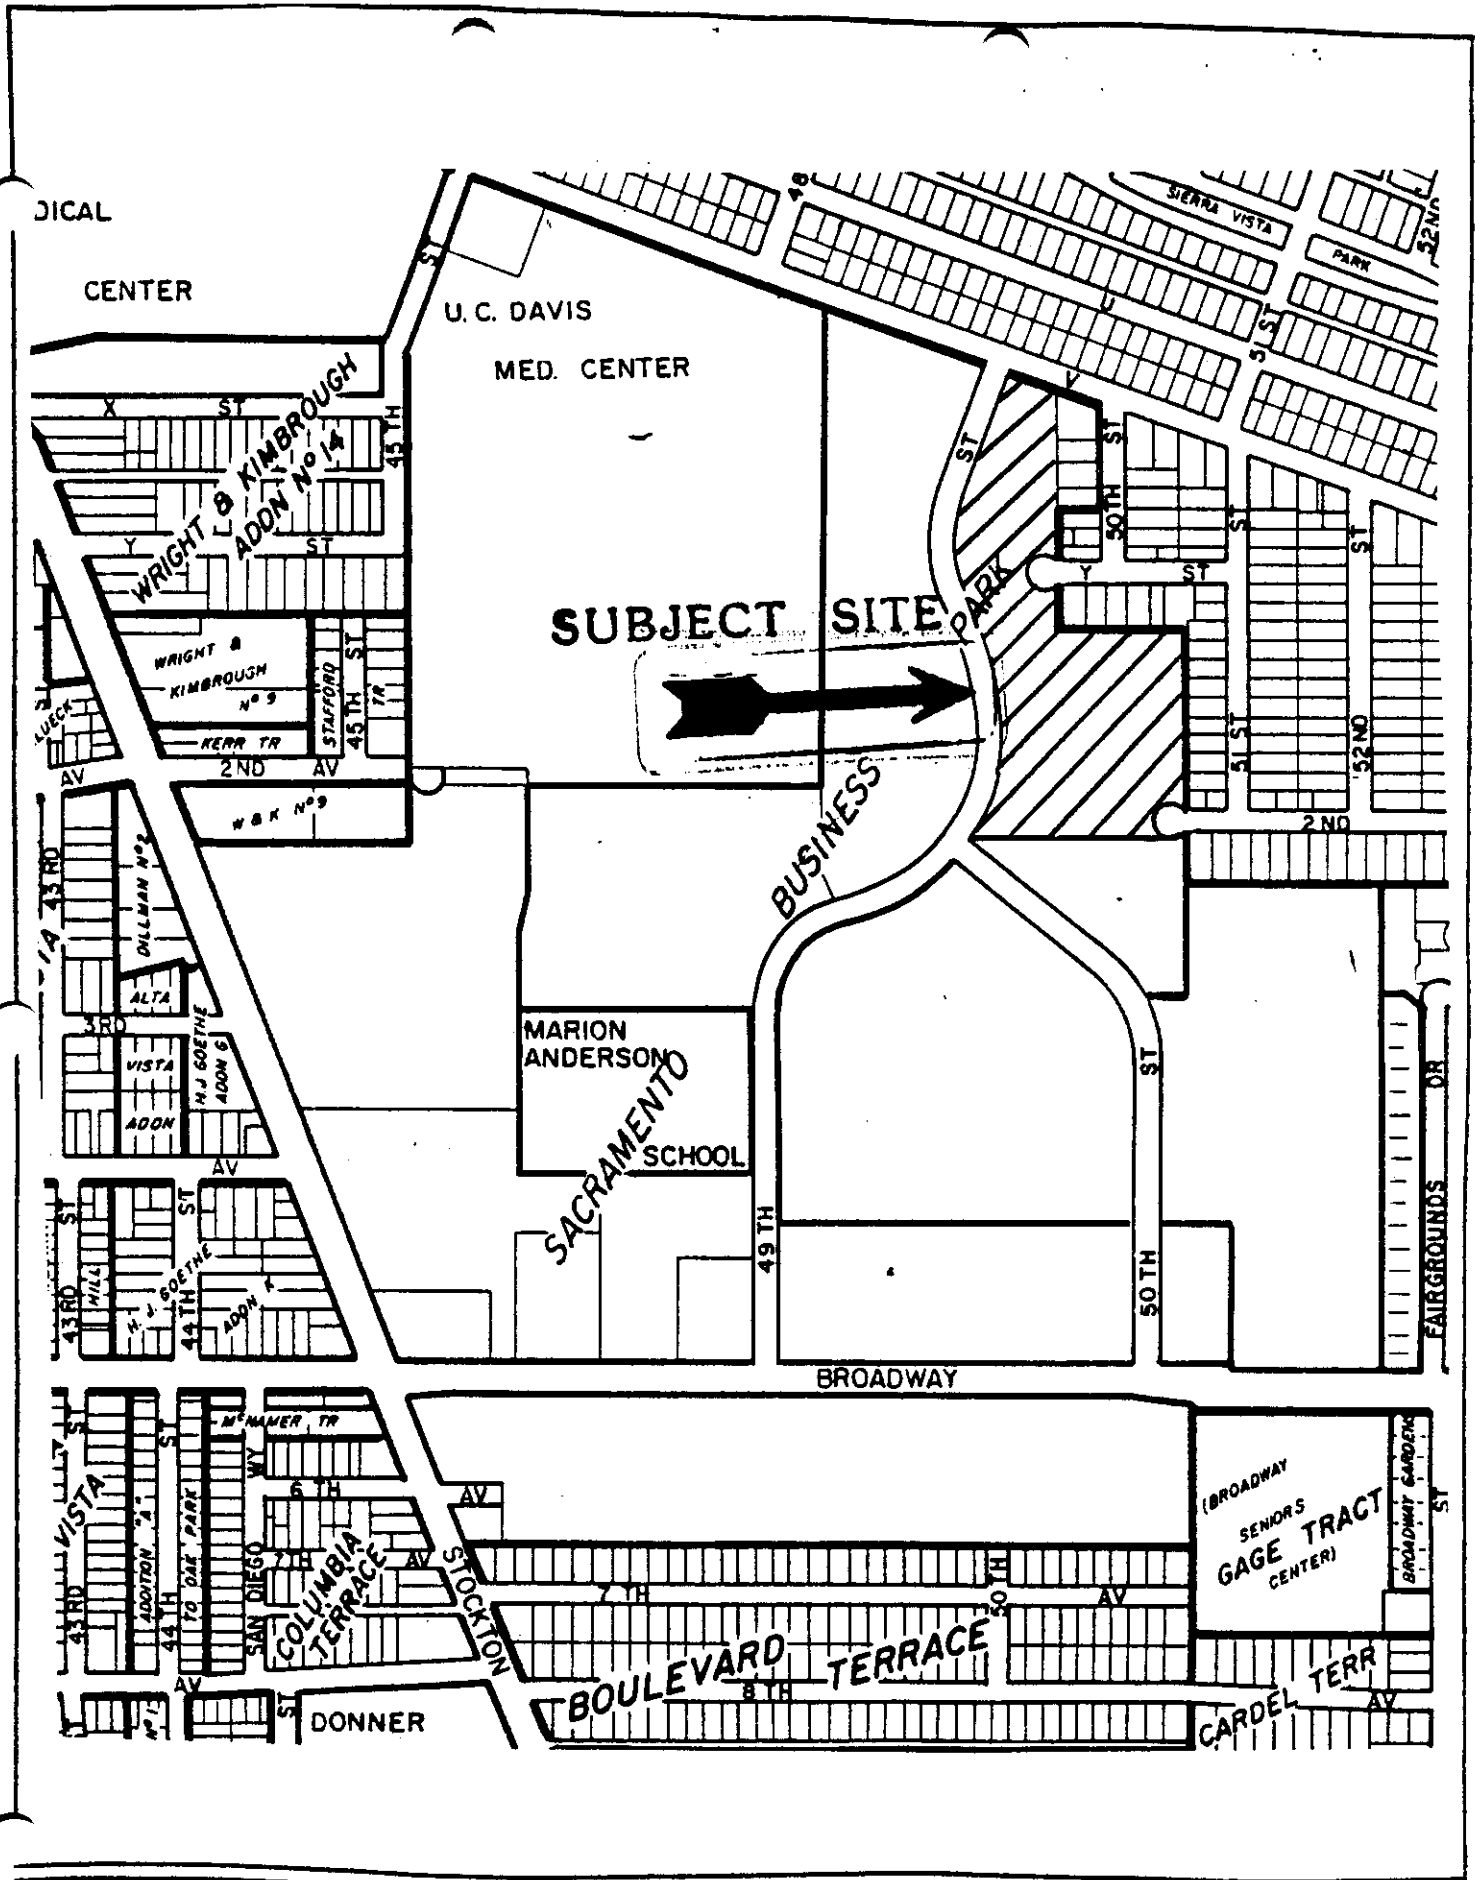 DICAL
CENTER
ST
U.C. DAVIS
MED. CENTER
48
SIERRA VISTA
PARK
52ND
51 ST
U
V
X ST
45TH
WRIGHT & KIMBROUGH
ADDN Nº 14
Y ST
ST
ST
50TH
ST
ST
Y ST
SUBJECT SITE
PARK
WRIGHT &
KIMBROUGH
Nº 9
STAFFORD
45TH ST
TR
KERR TR
2ND AV
W & K Nº 9
LUECK
AV
51 ST
52ND
2ND
BUSINESS
43RD
DILLMAN Nº 2
ALTA
3RD
VISTA
ADDN
H.J GOETHE
ADDN G
AV
MARION
ANDERSON
SCHOOL
SACRAMENTO
ST
DR
FAIRGROUNDS
ST
ST
43RD
HILL
H. J. GOETHE
44TH
ADDN K
49TH
50TH
BROADWAY
ST
ST
McNAMER TR
WY
VISTA
43RD
ADDITION "A"
44TH
TO OAK PARK
SAN DIEGO
6TH
AV
7TH
AV
COLUMBIA
TERRACE
STOCKTON
7TH
50TH
AV
(BROADWAY
SENIORS
GAGE TRACT
CENTER)
BROADWAY GARDENS
ST
BOULEVARD TERRACE
8TH
CARDEL TERR
AV
AV
ST
ST
DONNER